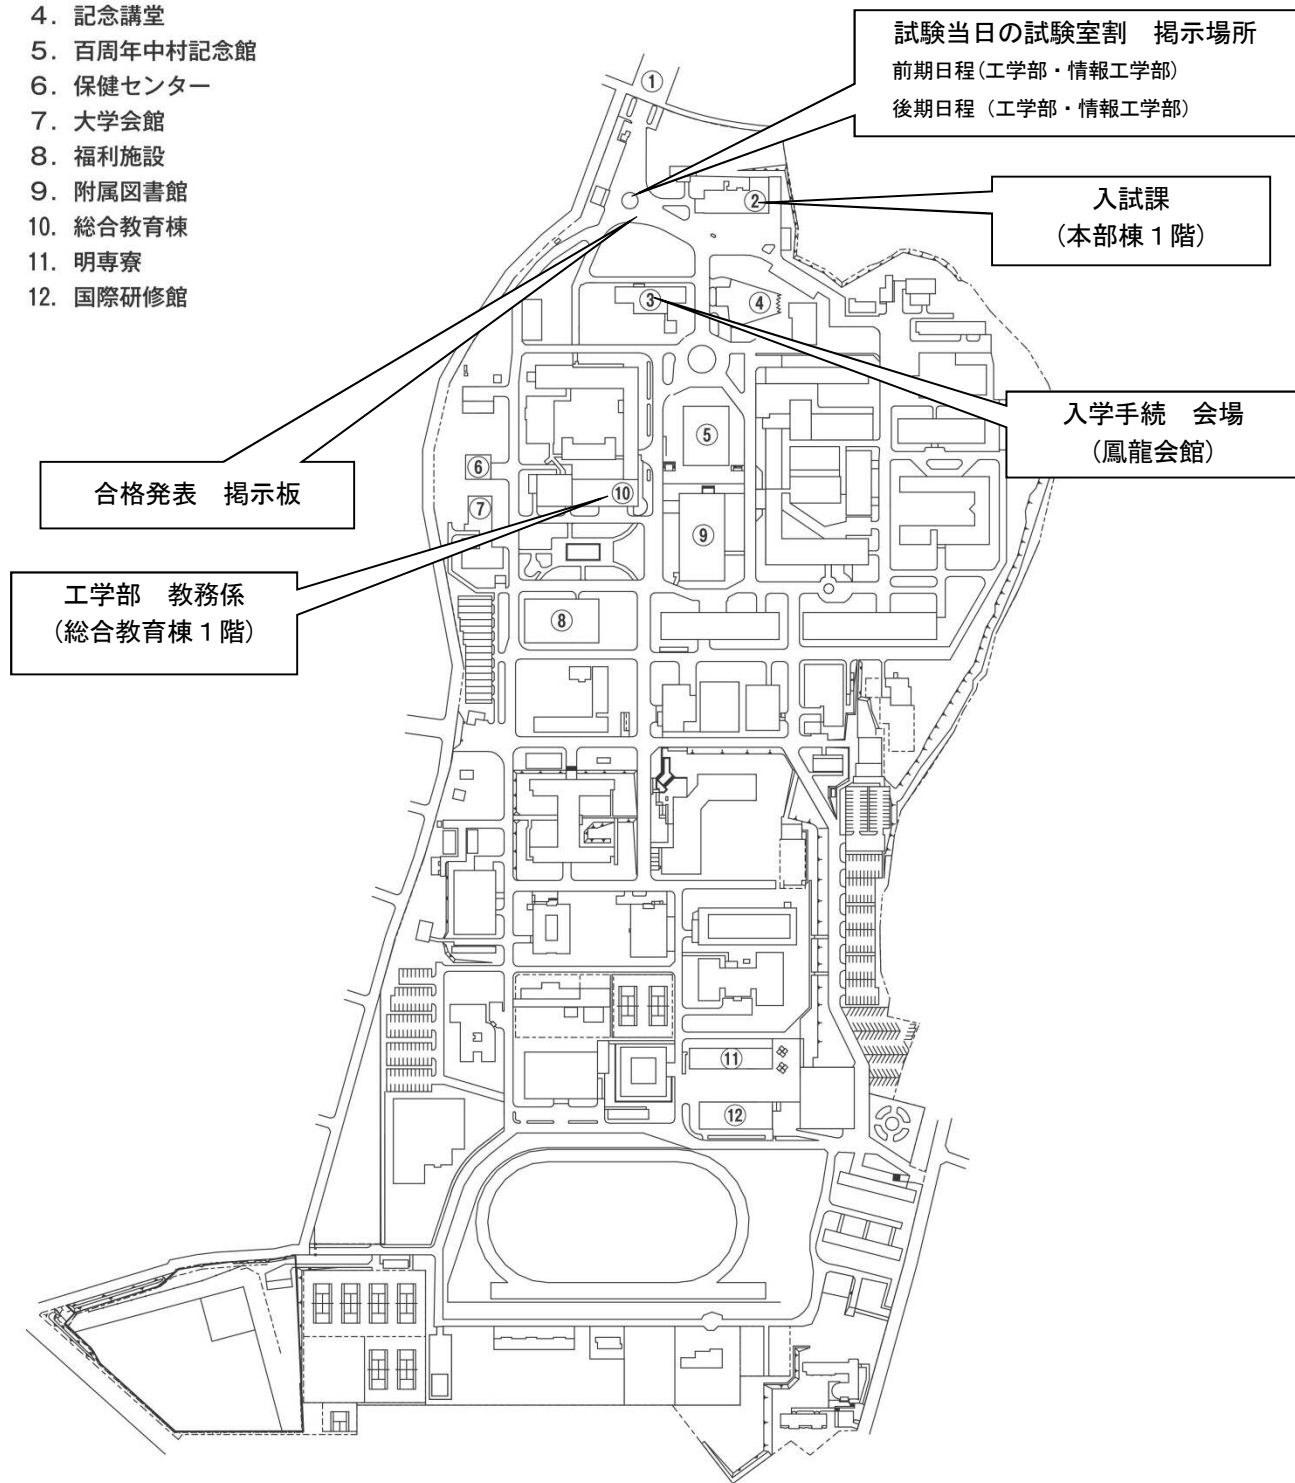 4. 記念講堂
5. 百周年中村記念館
6. 保健センター
7. 大学会館
8. 福利施設
9. 附属図書館
10. 総合教育棟
11. 明専寮
12. 国際研修館
試験当日の試験室割　掲示場所
前期日程(工学部・情報工学部)
後期日程（工学部・情報工学部）
①
②
入試課
(本部棟１階)
③
④
入学手続　会場
(鳳龍会館)
⑤
⑥
合格発表　掲示板
⑩
⑦
⑨
工学部　教務係
(総合教育棟１階)
⑧
⑪
⑫